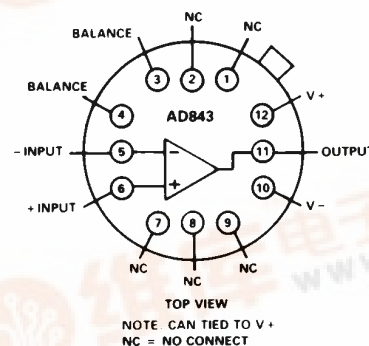 NC
BALANCE
NC
3
2
1
BALANCE
4
AD843
12
V+
-INPUT
5
-
11
OUTPUT
+INPUT
6
+
10
V-
7
8
9
NC
NC
NC
TOP VIEW
NOTE. CAN TIED TO V+
NC = NO CONNECT